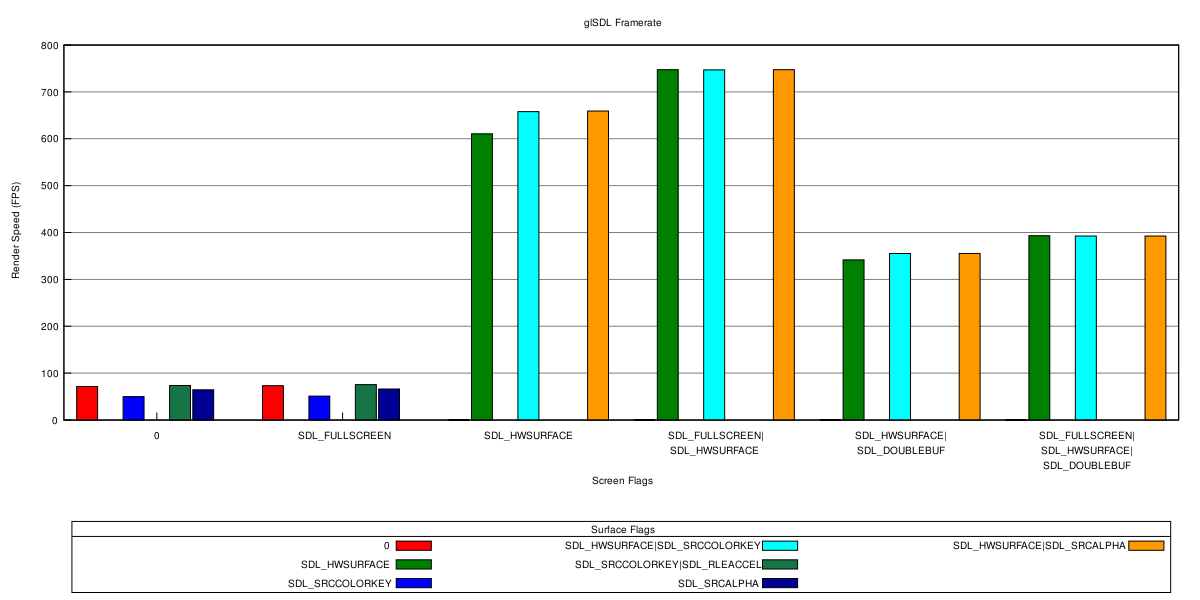 glSDL Framerate
800
700
600
500
400
300
200
100
0
Render Speed (FPS)
0
SDL_FULLSCREEN
SDL_HWSURFACE
SDL_FULLSCREEN|
SDL_HWSURFACE
SDL_HWSURFACE|
SDL_DOUBLEBUF
SDL_FULLSCREEN|
SDL_HWSURFACE|
SDL_DOUBLEBUF
Screen Flags
Surface Flags
0
SDL_HWSURFACE
SDL_SRCCOLORKEY
SDL_HWSURFACE|SDL_SRCCOLORKEY
SDL_SRCCOLORKEY|SDL_RLEACCEL
SDL_SRCALPHA
SDL_HWSURFACE|SDL_SRCALPHA